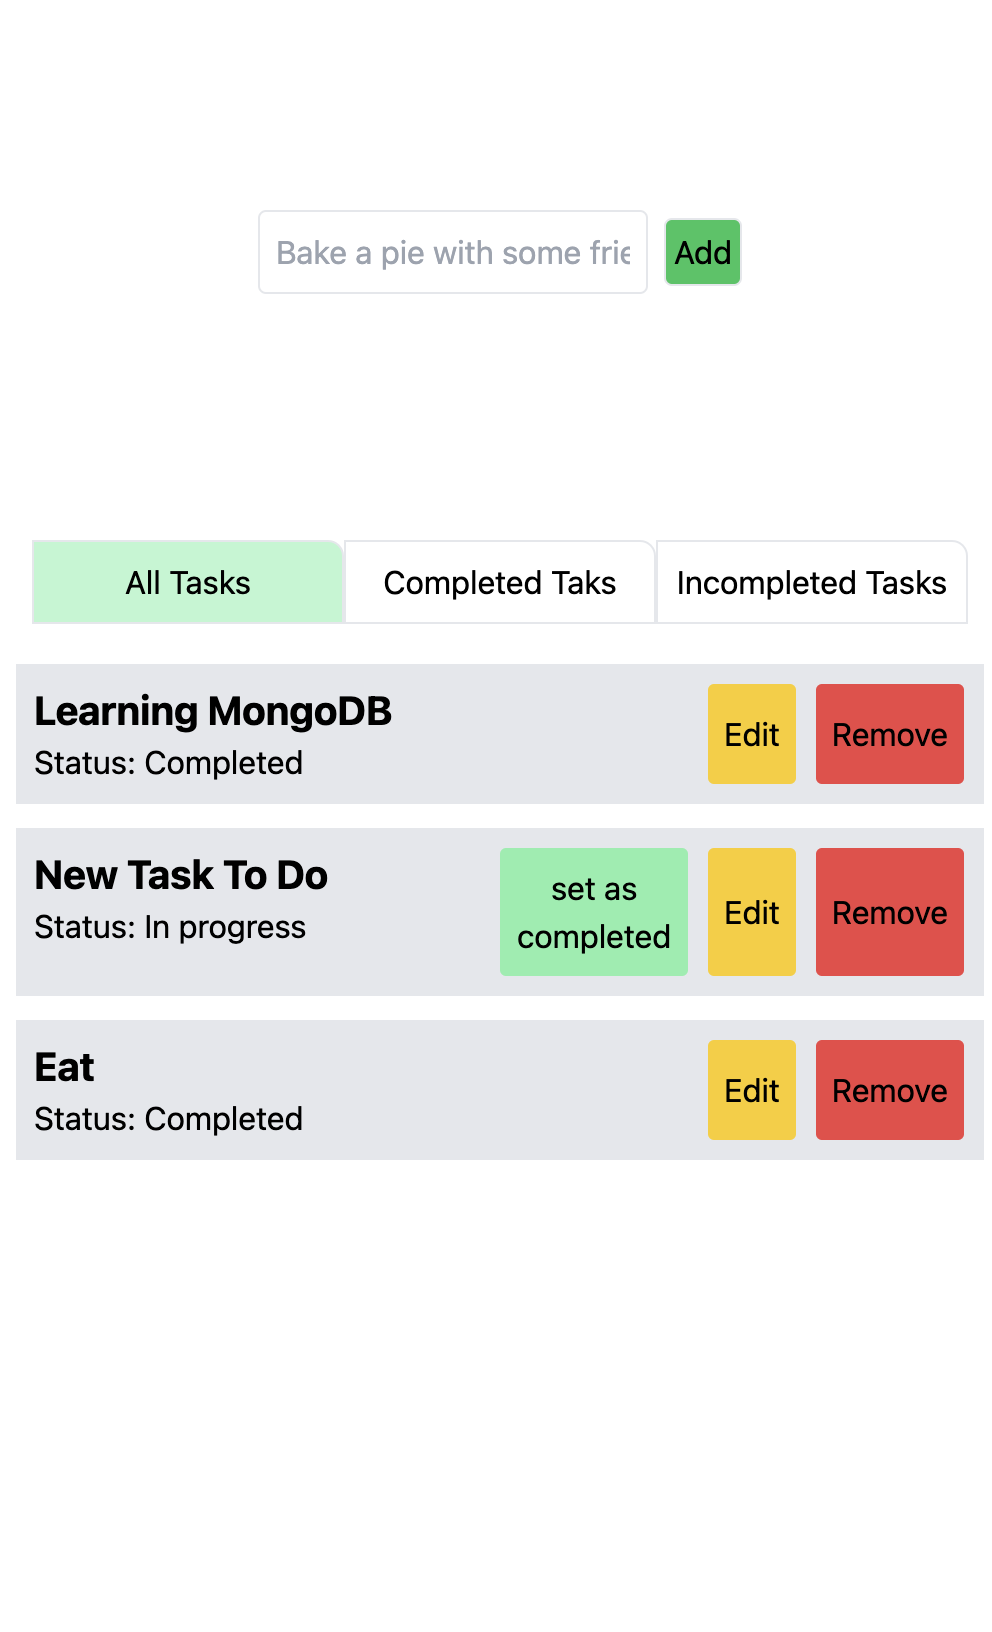 Bake a pie with some frie
Add
All Tasks
Completed Taks
Incompleted Tasks
Learning MongoDB
Status: Completed
Edit
Remove
New Task To Do
Status: In progress
set as
completed
Edit
Remove
Eat
Status: Completed
Edit
Remove